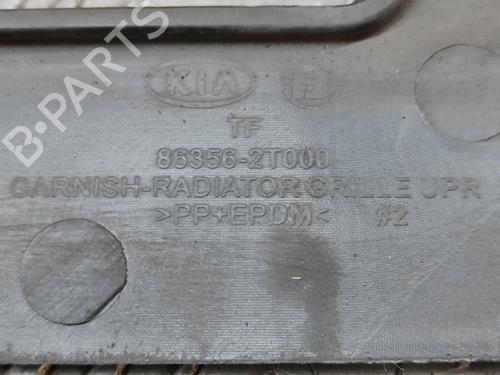 KIA
TF
86356-2T000
GARNISH-RADIATOR GRILLE UPR
>PP+EPDM< #2
B-PARTS